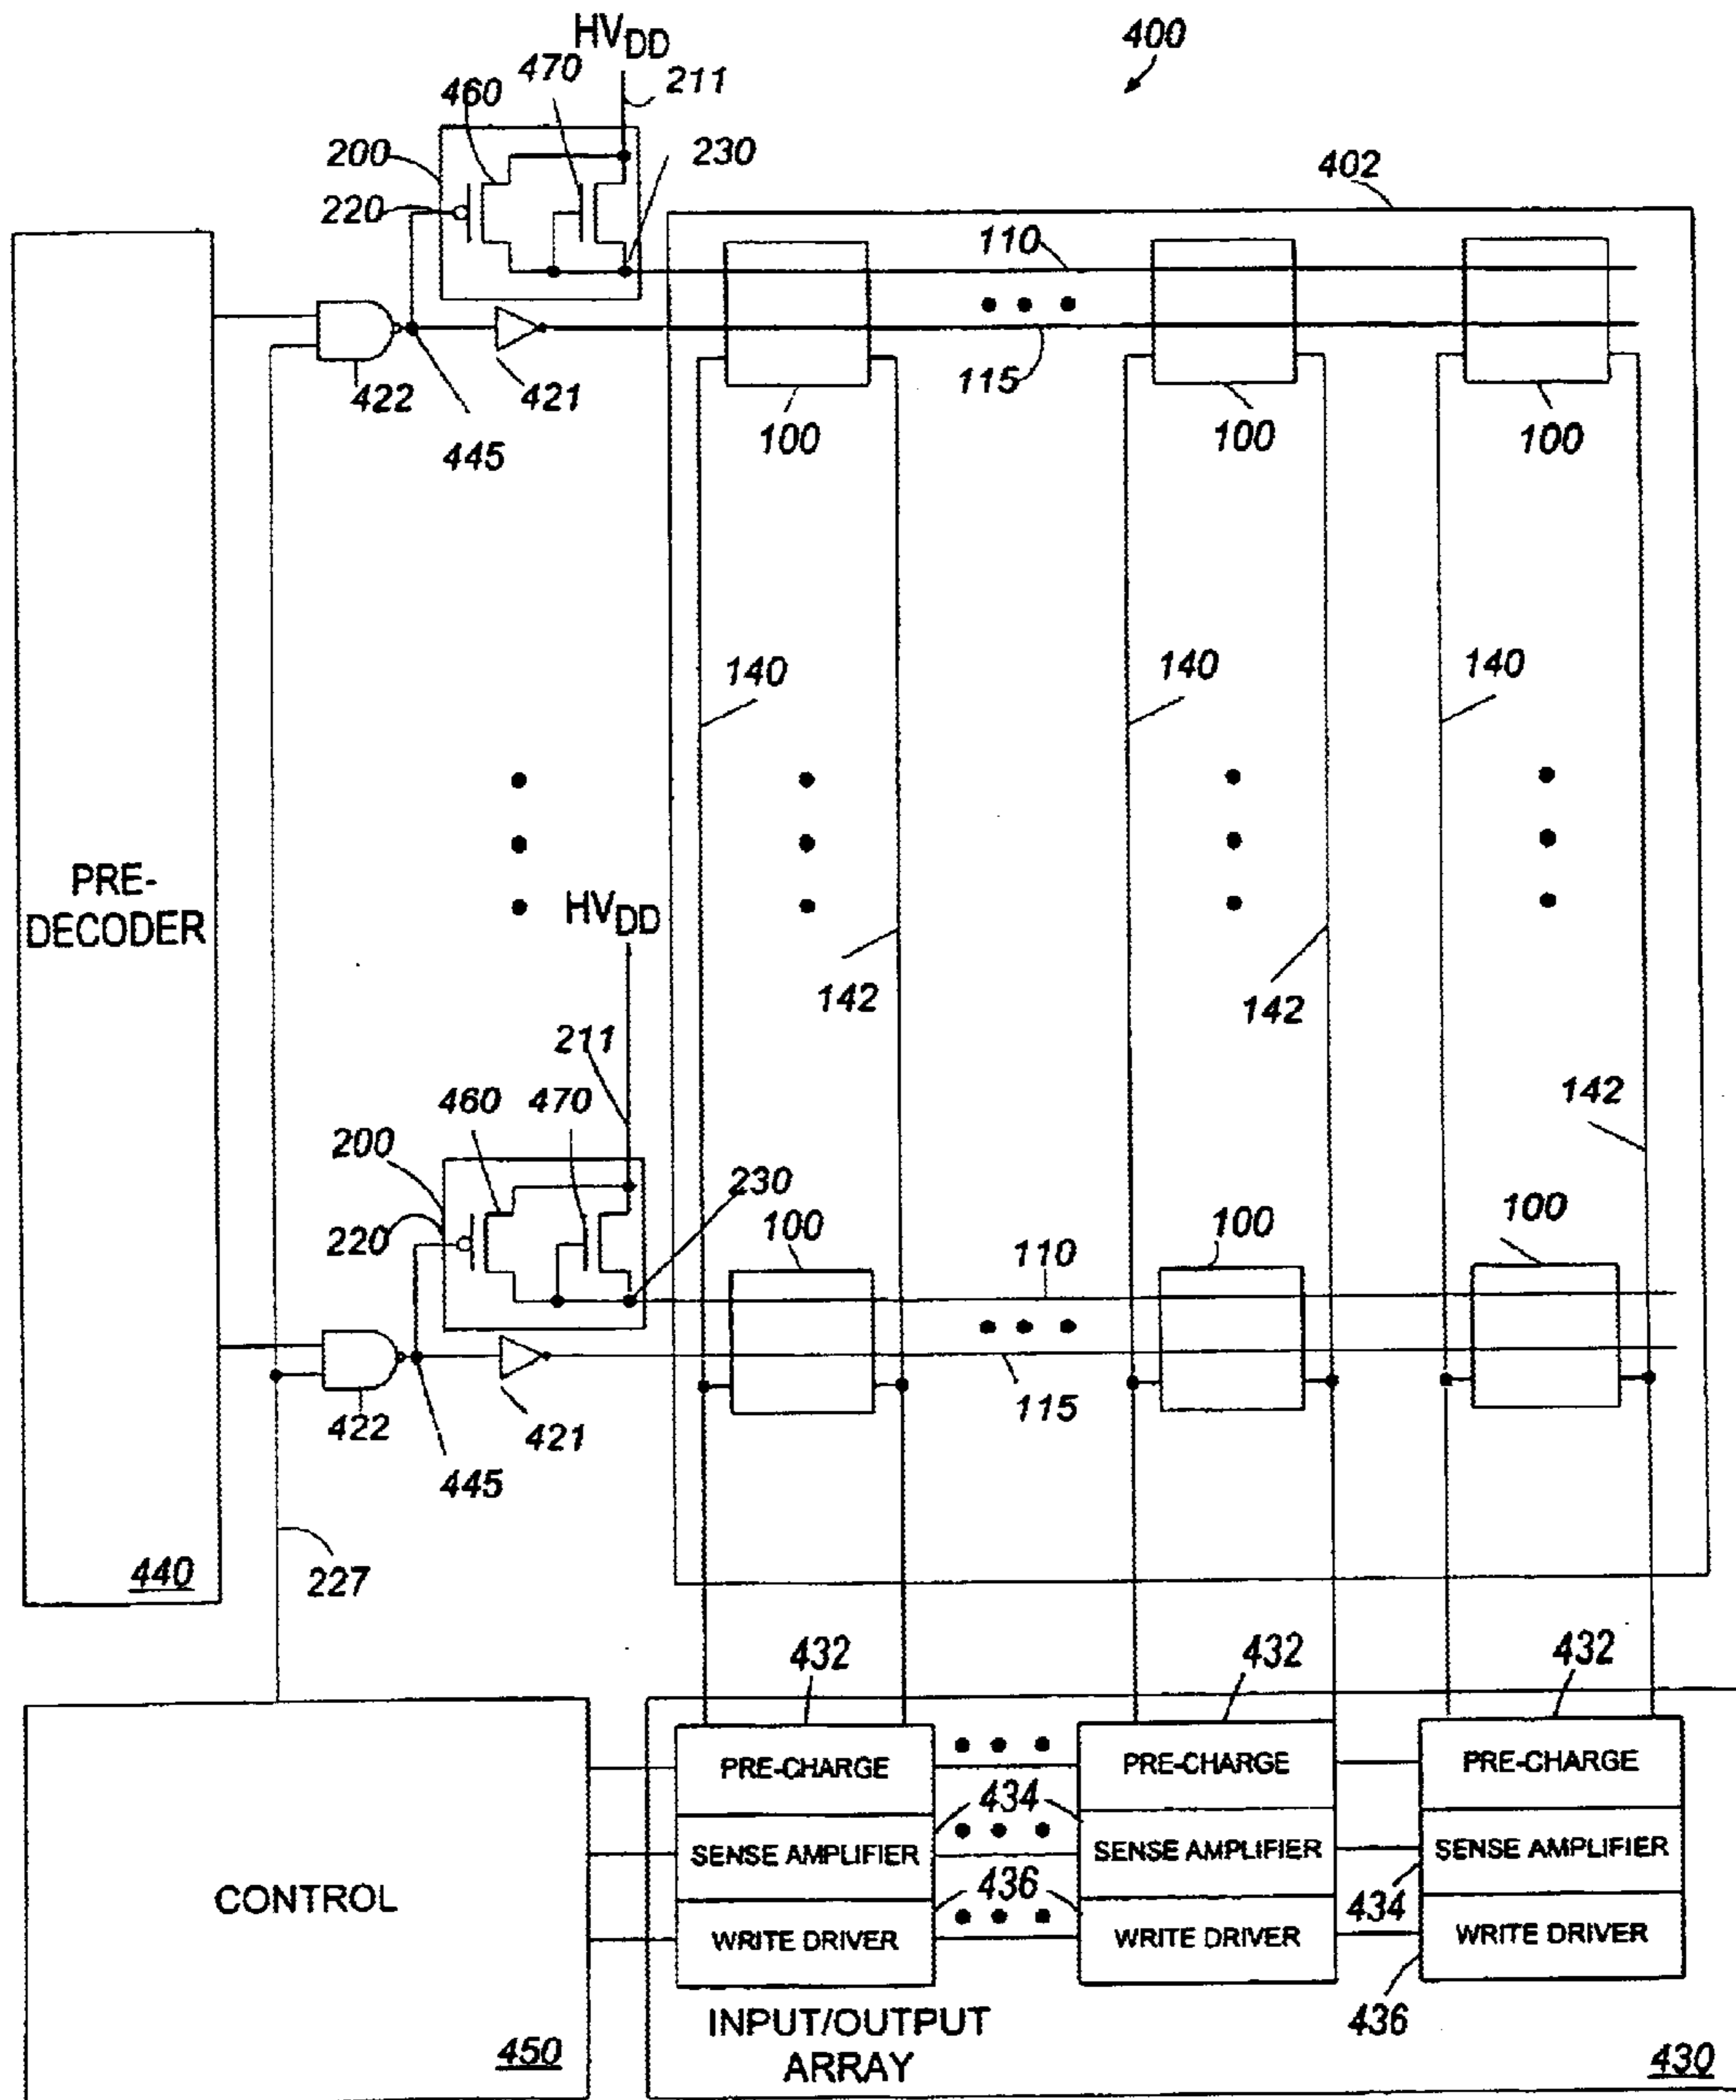 HVDD
400
470
460
211
200
230
402
220
110
422
421
115
445
100
100
100
140
140
140
PRE-
DECODER
HVDD
142
142
211
142
460
470
200
230
220
100
100
100
110
422
421
115
445
227
440
432
432
432
PRE-CHARGE
PRE-CHARGE
PRE-CHARGE
434
SENSE AMPLIFIER
SENSE AMPLIFIER
SENSE AMPLIFIER
CONTROL
436
434
WRITE DRIVER
WRITE DRIVER
WRITE DRIVER
436
INPUT/OUTPUT
ARRAY
450
430